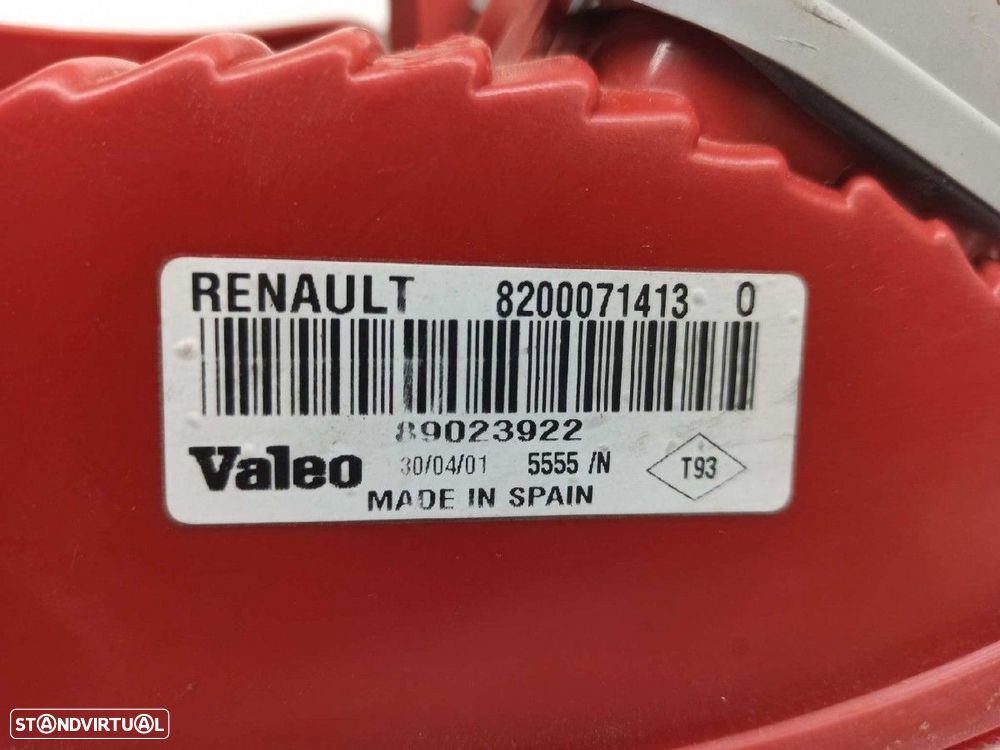 RENAULT 8200071413 0
89023922
Valeo 30/04/01 5555 /N T93
MADE IN SPAIN
STANDVIRTUAL